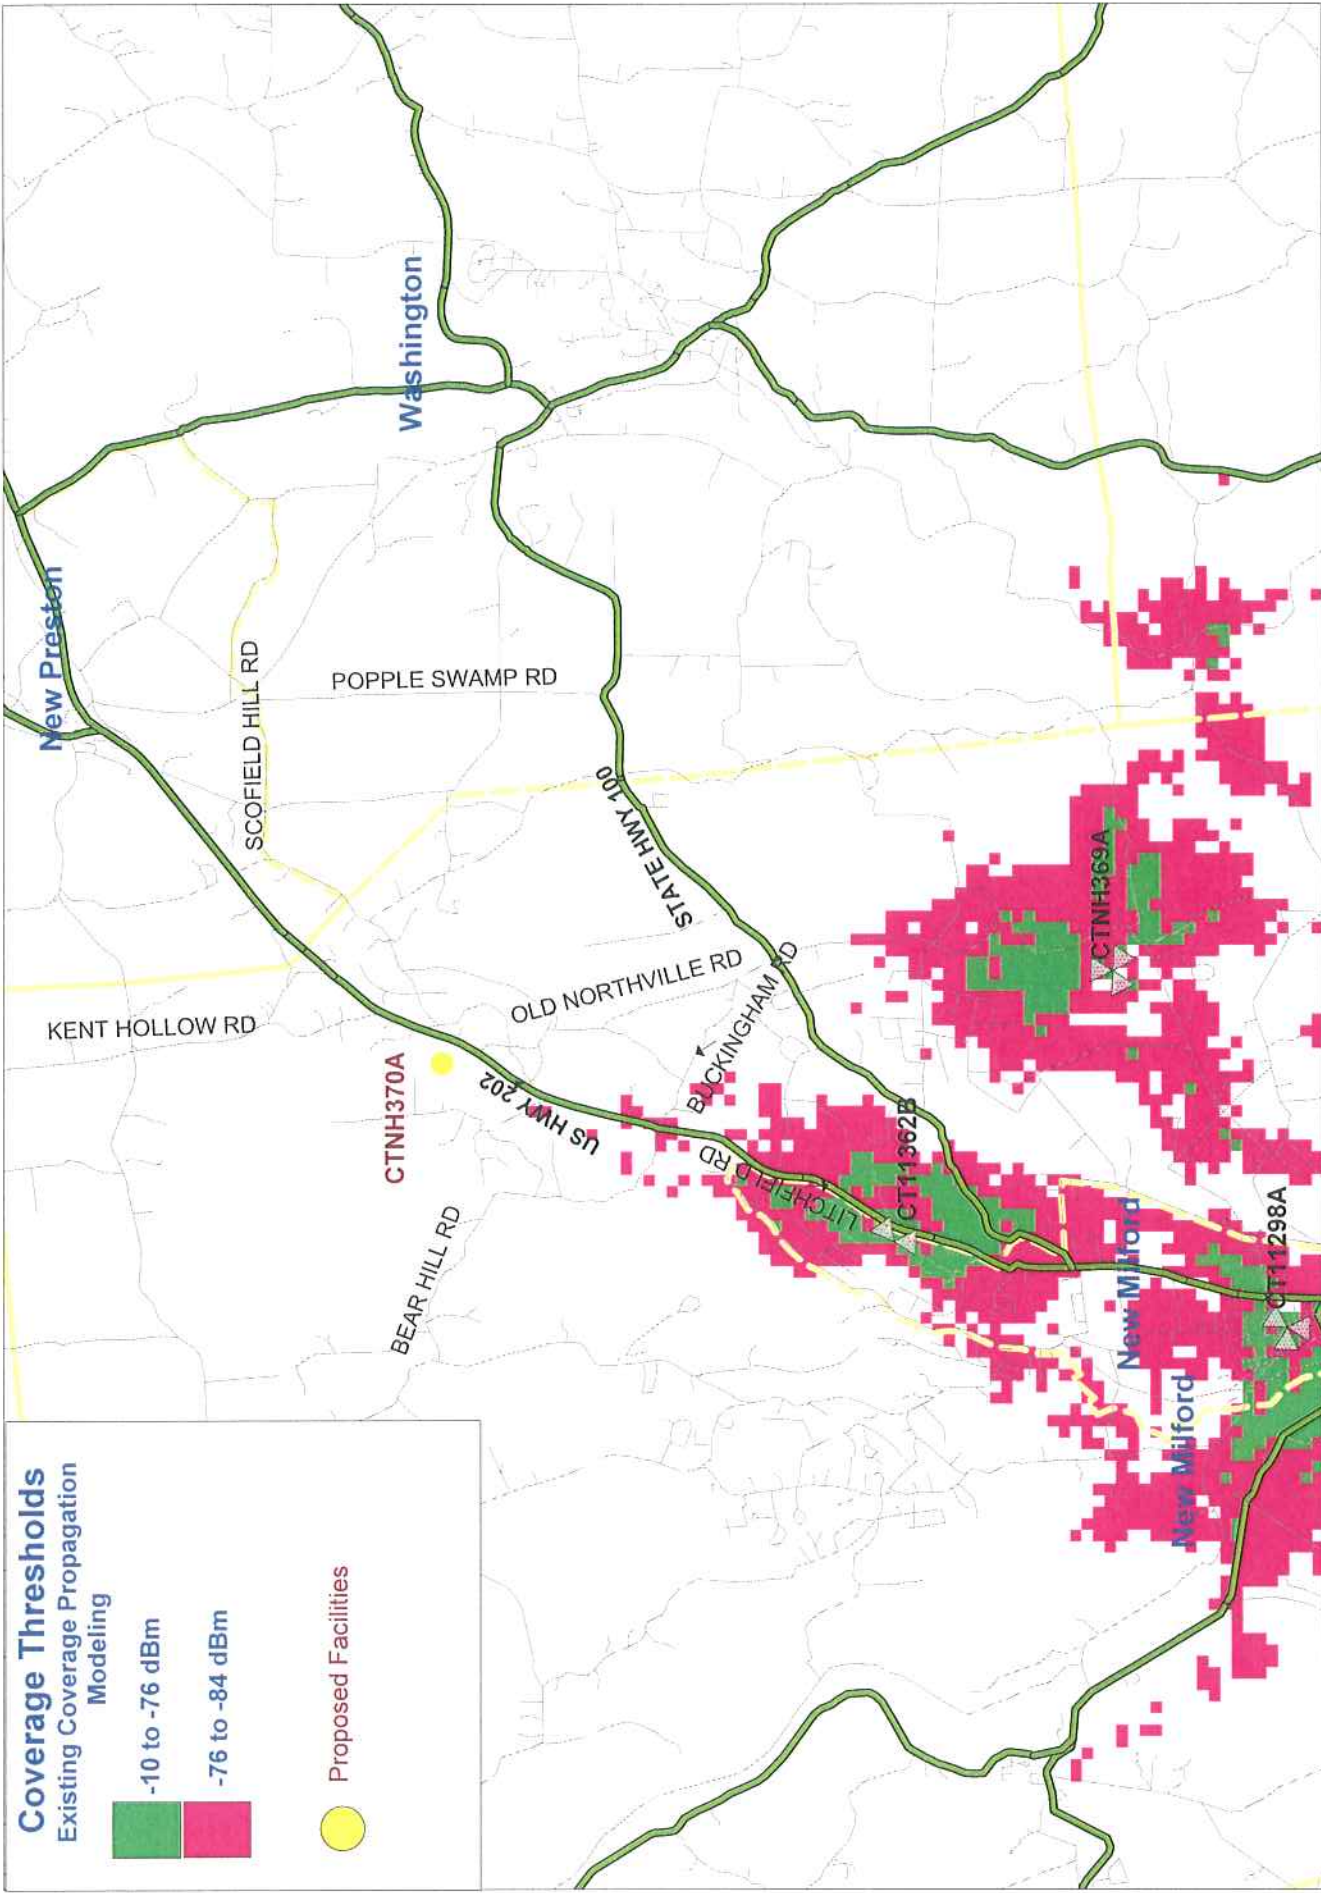 Coverage Thresholds
Existing Coverage Propagation
Modeling
-10 to -76 dBm
-76 to -84 dBm
Proposed Facilities
New Preston
Washington
KENT HOLLOW RD
SCOFIELD HILL RD
POPPLE SWAMP RD
CTNH370A
BEAR HILL RD
US HWY 202
OLD NORTHVILLE RD
STATE HWY 100
BUCKINGHAM RD
LITCHFIELD RD
CT11362B
CTNH369A
New Milford
New Milford
CT11298A